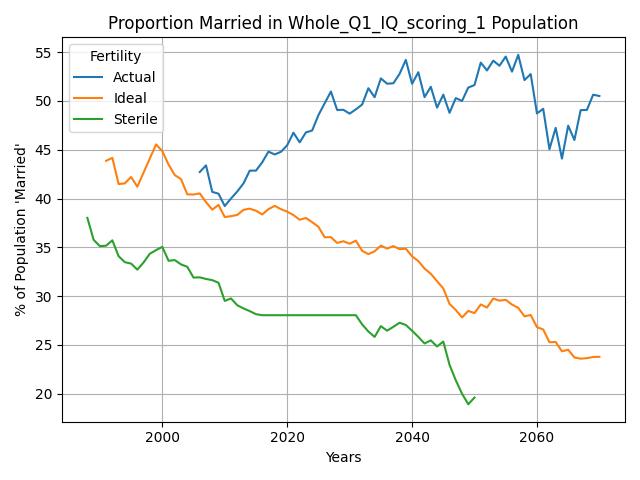 Proportion Married in Whole_Q1_IQ_scoring_1 Population
Fertility
Actual
Ideal
Sterile
% of Population 'Married'
55
50
45
40
35
30
25
20
2000
2020
2040
2060
Years